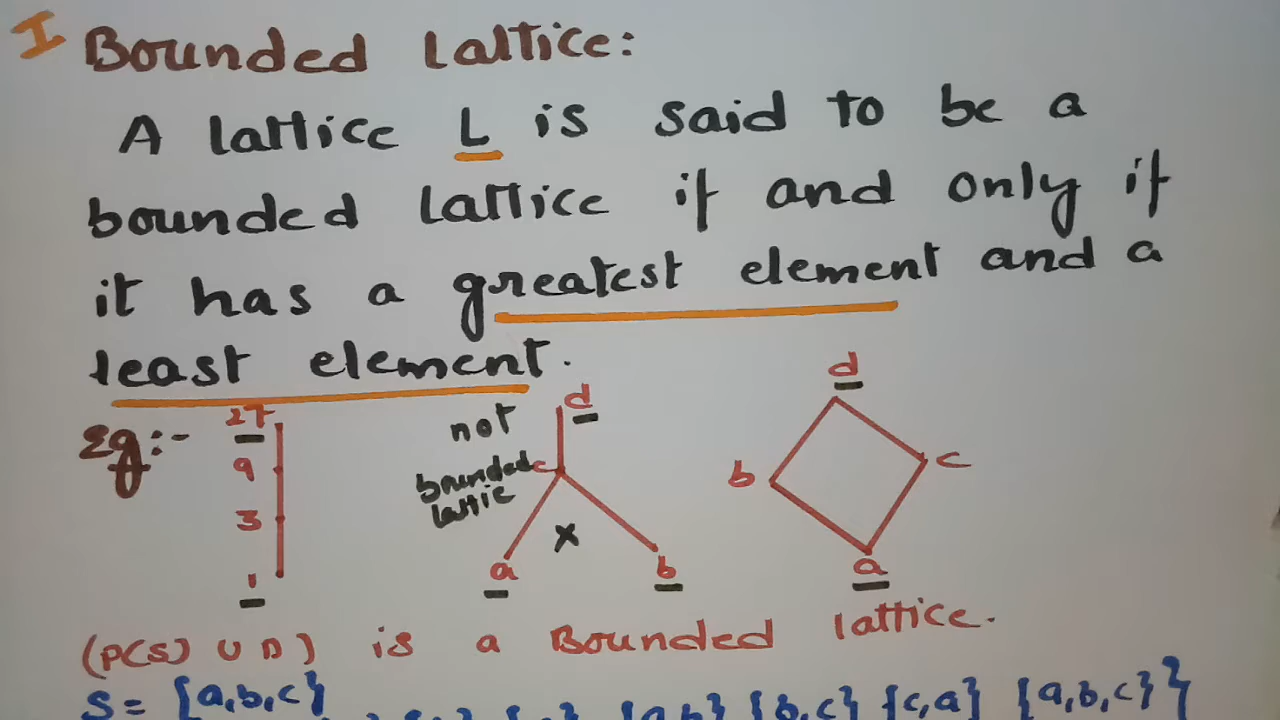 I Bounded Lattice:
A lattice L is said to be a
bounded lattice if and only if
it has a greatest element and a
least element.
Eg:-
27
9
3
1
not
bounded
lattic
d
c
a
b
x
d
b
c
a
(P(S) ∪ ∩) is a Bounded lattice.
S = {a,b,c}
{b,c} {c,a} {a,b,c}}